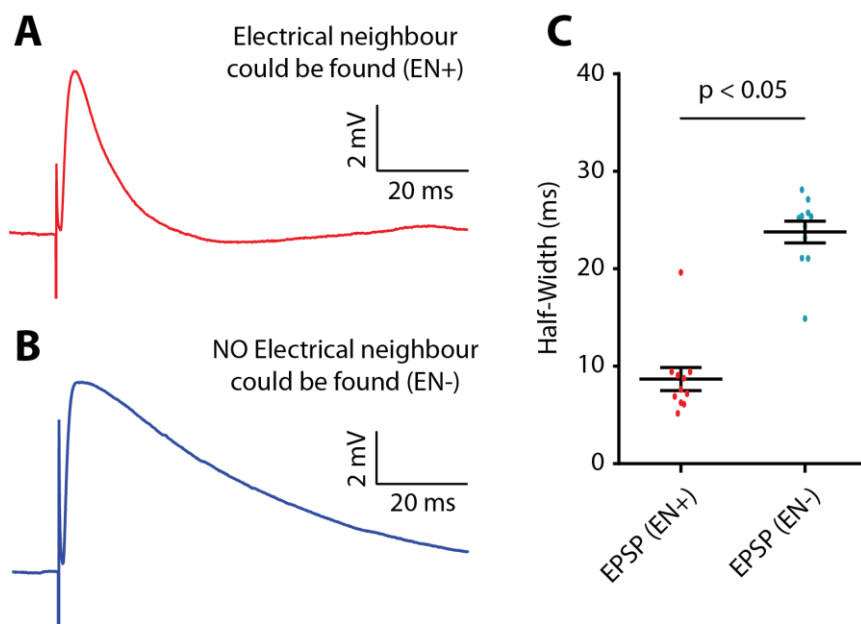 A
Electrical neighbour
could be found (EN+)
2 mV
20 ms
B
NO Electrical neighbour
could be found (EN-)
2 mV
20 ms
C
p < 0.05
40
30
20
10
0
Half-Width (ms)
EPSP (EN+)
EPSP (EN-)